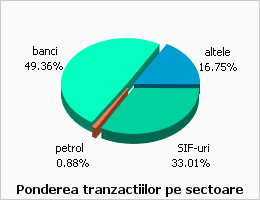 banci
49.36%
altele
16.75%
petrol
0.88%
SIF-uri
33.01%
Ponderea tranzactiilor pe sectoare